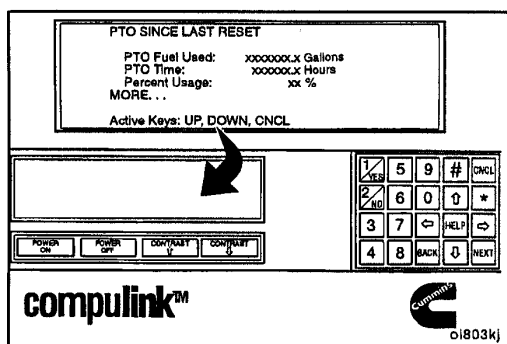 PTO SINCE LAST RESET
PTO Fuel Used: xxxxxxx.x Gallons
PTO Time: xxxxxx.x Hours
Percent Usage: xx %
MORE...
Active Keys: UP, DOWN, CNCL
1/YES 5 9 # CNCL
2/NO 6 0 ⇧ *
3 7 ⇦ HELP ⇨
4 8 BACK ⇩ NEXT
POWER ON POWER OFF CONTRAST ⇧ CONTRAST ⇩
compulink™
Cummins
oi803kj